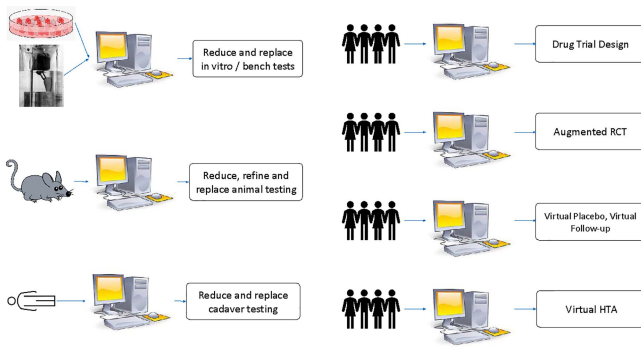 Reduce and replace
in vitro / bench tests
Reduce, refine and
replace animal testing
Reduce and replace
cadaver testing
Drug Trial Design
Augmented RCT
Virtual Placebo, Virtual
Follow-up
Virtual HTA